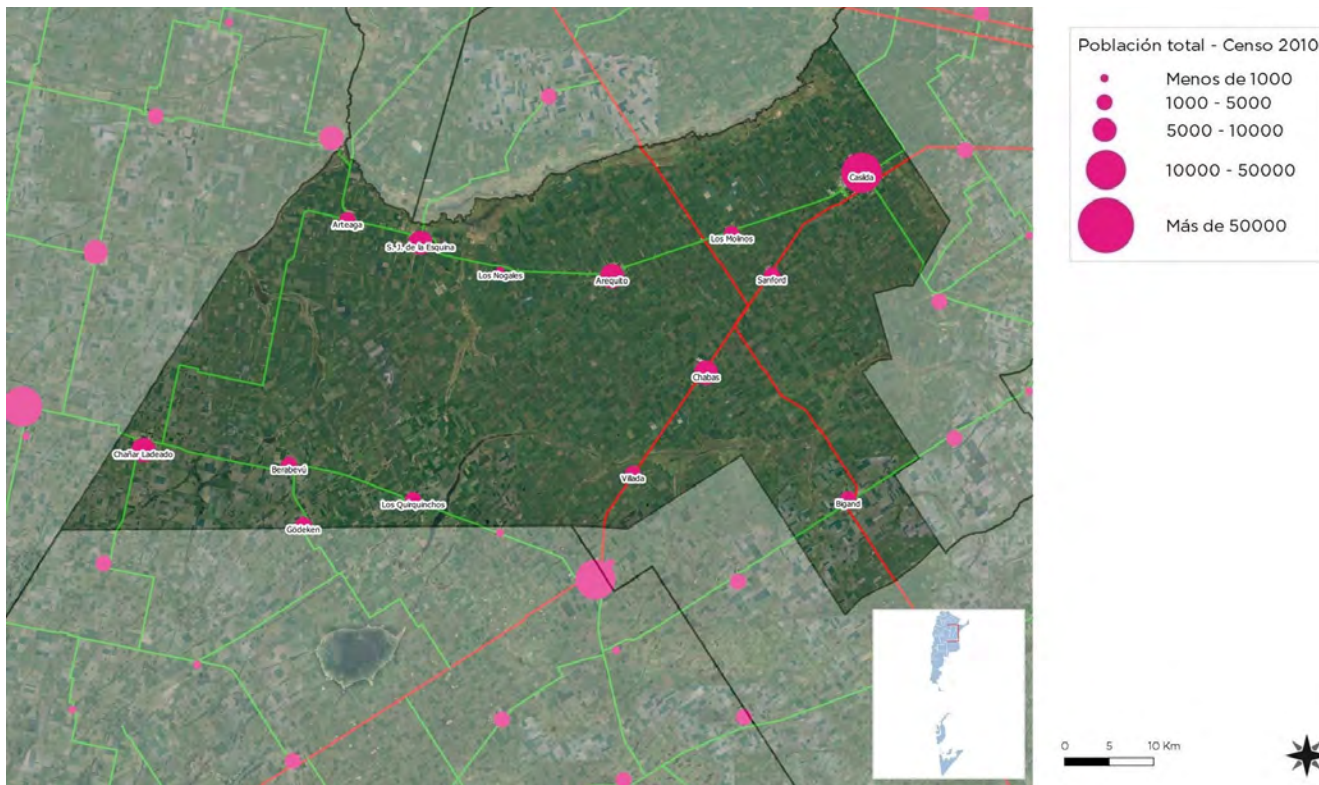 Población total - Censo 2010
Menos de 1000
1000 - 5000
5000 - 10000
10000 - 50000
Más de 50000
Casilda
Arteaga
S. J. de la Esquina
Los Molinos
Los Nogales
Arequito
Sanford
Chabas
Chañar Ladeado
Berabevú
Villada
Los Quirquinchos
Bigand
Gödeken
0 5 10 Km